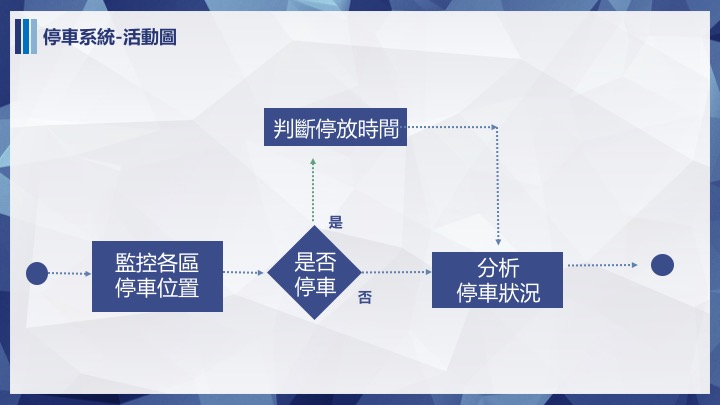 停車系統-活動圖
判斷停放時間
是
監控各區
停車位置
是否
停車
否
分析
停車狀況